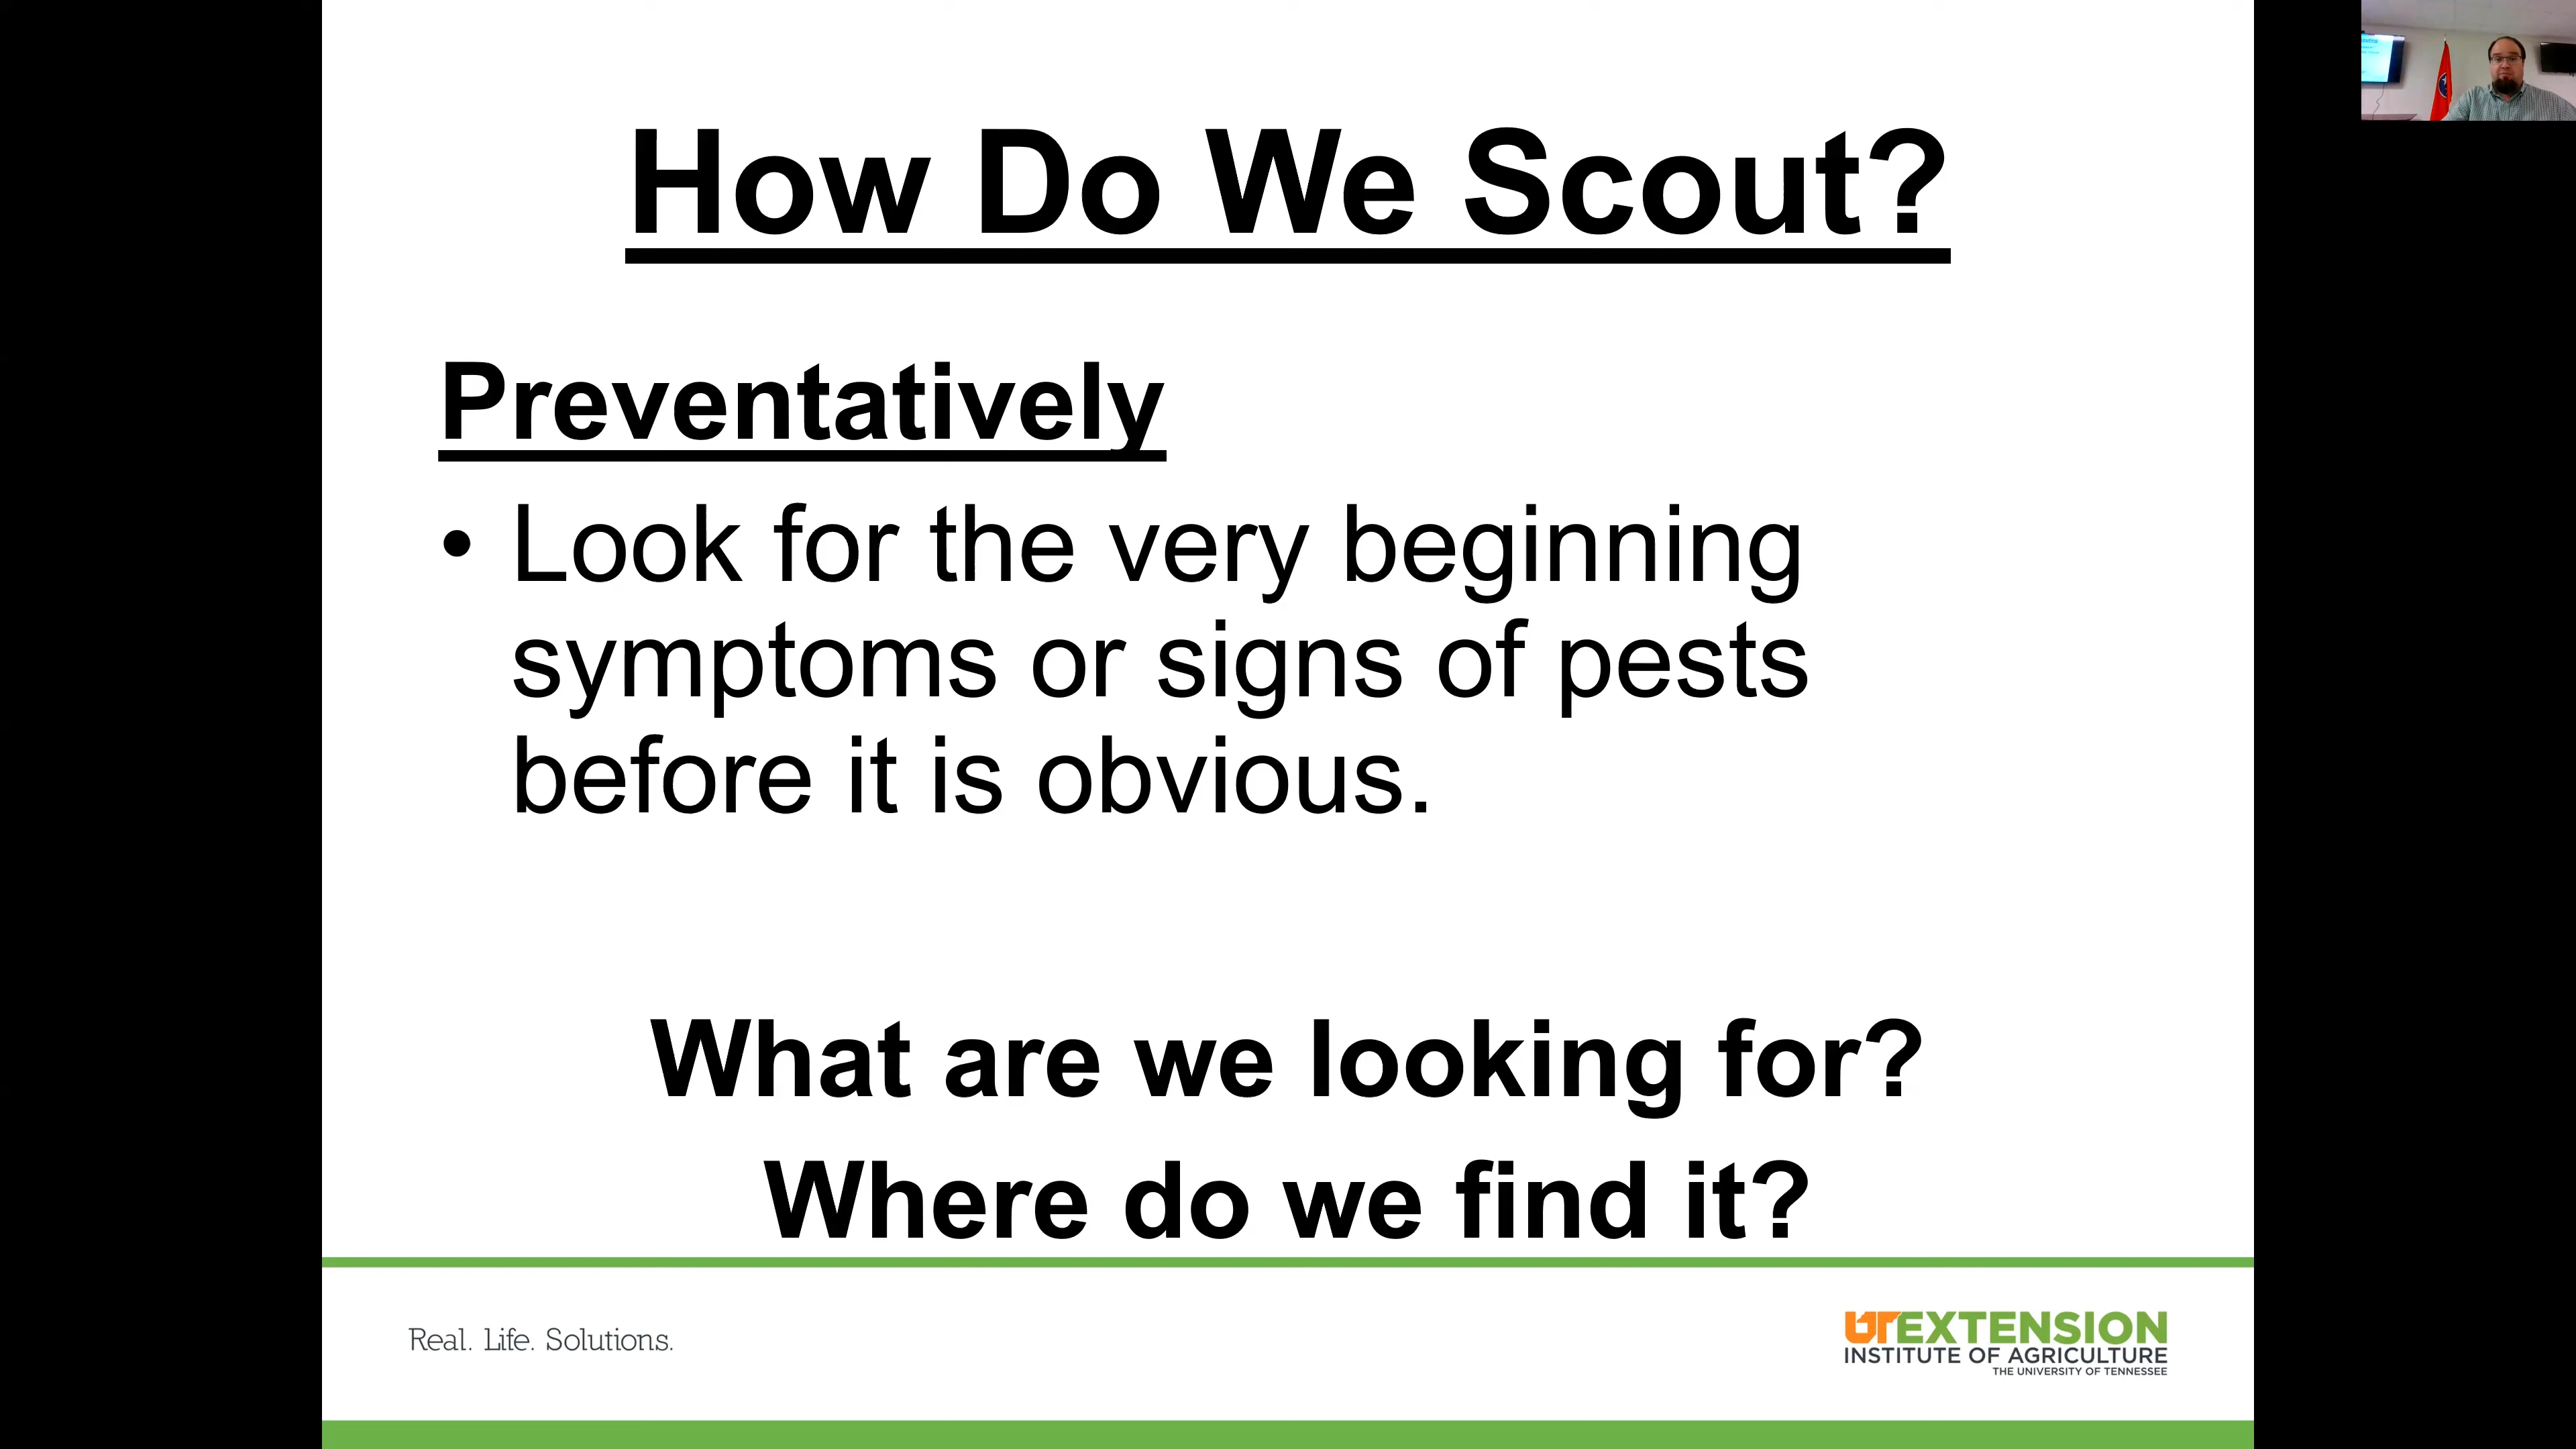 How Do We Scout?
Preventatively
• Look for the very beginning
symptoms or signs of pests
before it is obvious.
What are we looking for?
Where do we find it?
Real. Life. Solutions.
UTEXTENSION
INSTITUTE OF AGRICULTURE
THE UNIVERSITY OF TENNESSEE